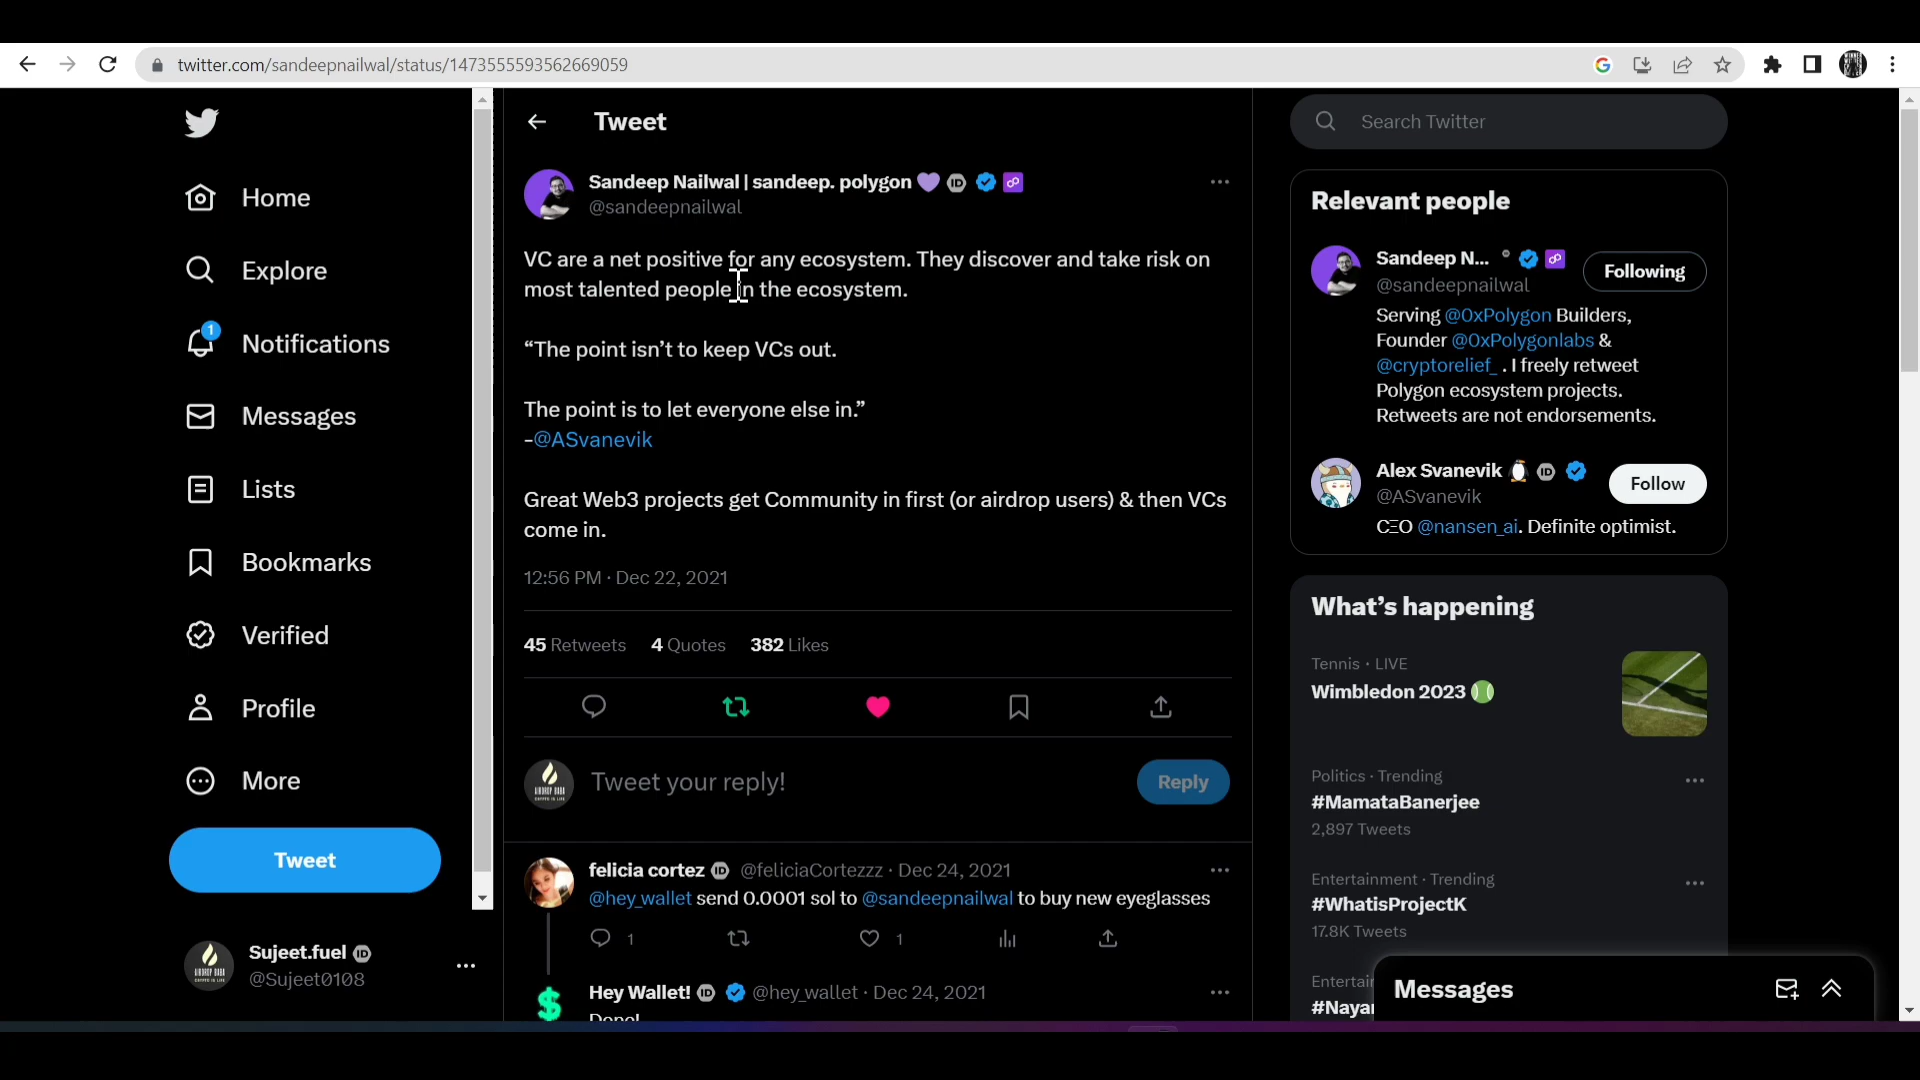 twitter.com/sandeepnailwal/status/1473555593562669059
Home
Explore
1
Notifications
Messages
Lists
Bookmarks
Verified
Profile
More
Tweet
Sujeet.fuel
@Sujeet0108
Tweet
Sandeep Nailwal | sandeep. polygon
@sandeepnailwal
VC are a net positive for any ecosystem. They discover and take risk on
most talented people in the ecosystem.
“The point isn’t to keep VCs out.
The point is to let everyone else in.”
-@ASvanevik
Great Web3 projects get Community in first (or airdrop users) & then VCs
come in.
12:56 PM · Dec 22, 2021
45 Retweets 4 Quotes 382 Likes
Tweet your reply!
Reply
felicia cortez @feliciaCortezzz · Dec 24, 2021
@hey_wallet send 0.0001 sol to @sandeepnailwal to buy new eyeglasses
1 1
Hey Wallet! @hey_wallet · Dec 24, 2021
Done!
Search Twitter
Relevant people
Sandeep N...
@sandeepnailwal
Following
Serving @0xPolygon Builders,
Founder @0xPolygonlabs &
@cryptorelief_ . I freely retweet
Polygon ecosystem projects.
Retweets are not endorsements.
Alex Svanevik
@ASvanevik
Follow
CΞO @nansen_ai. Definite optimist.
What’s happening
Tennis · LIVE
Wimbledon 2023
Politics · Trending
#MamataBanerjee
2,897 Tweets
Entertainment · Trending
#WhatisProjectK
17.8K Tweets
Messages